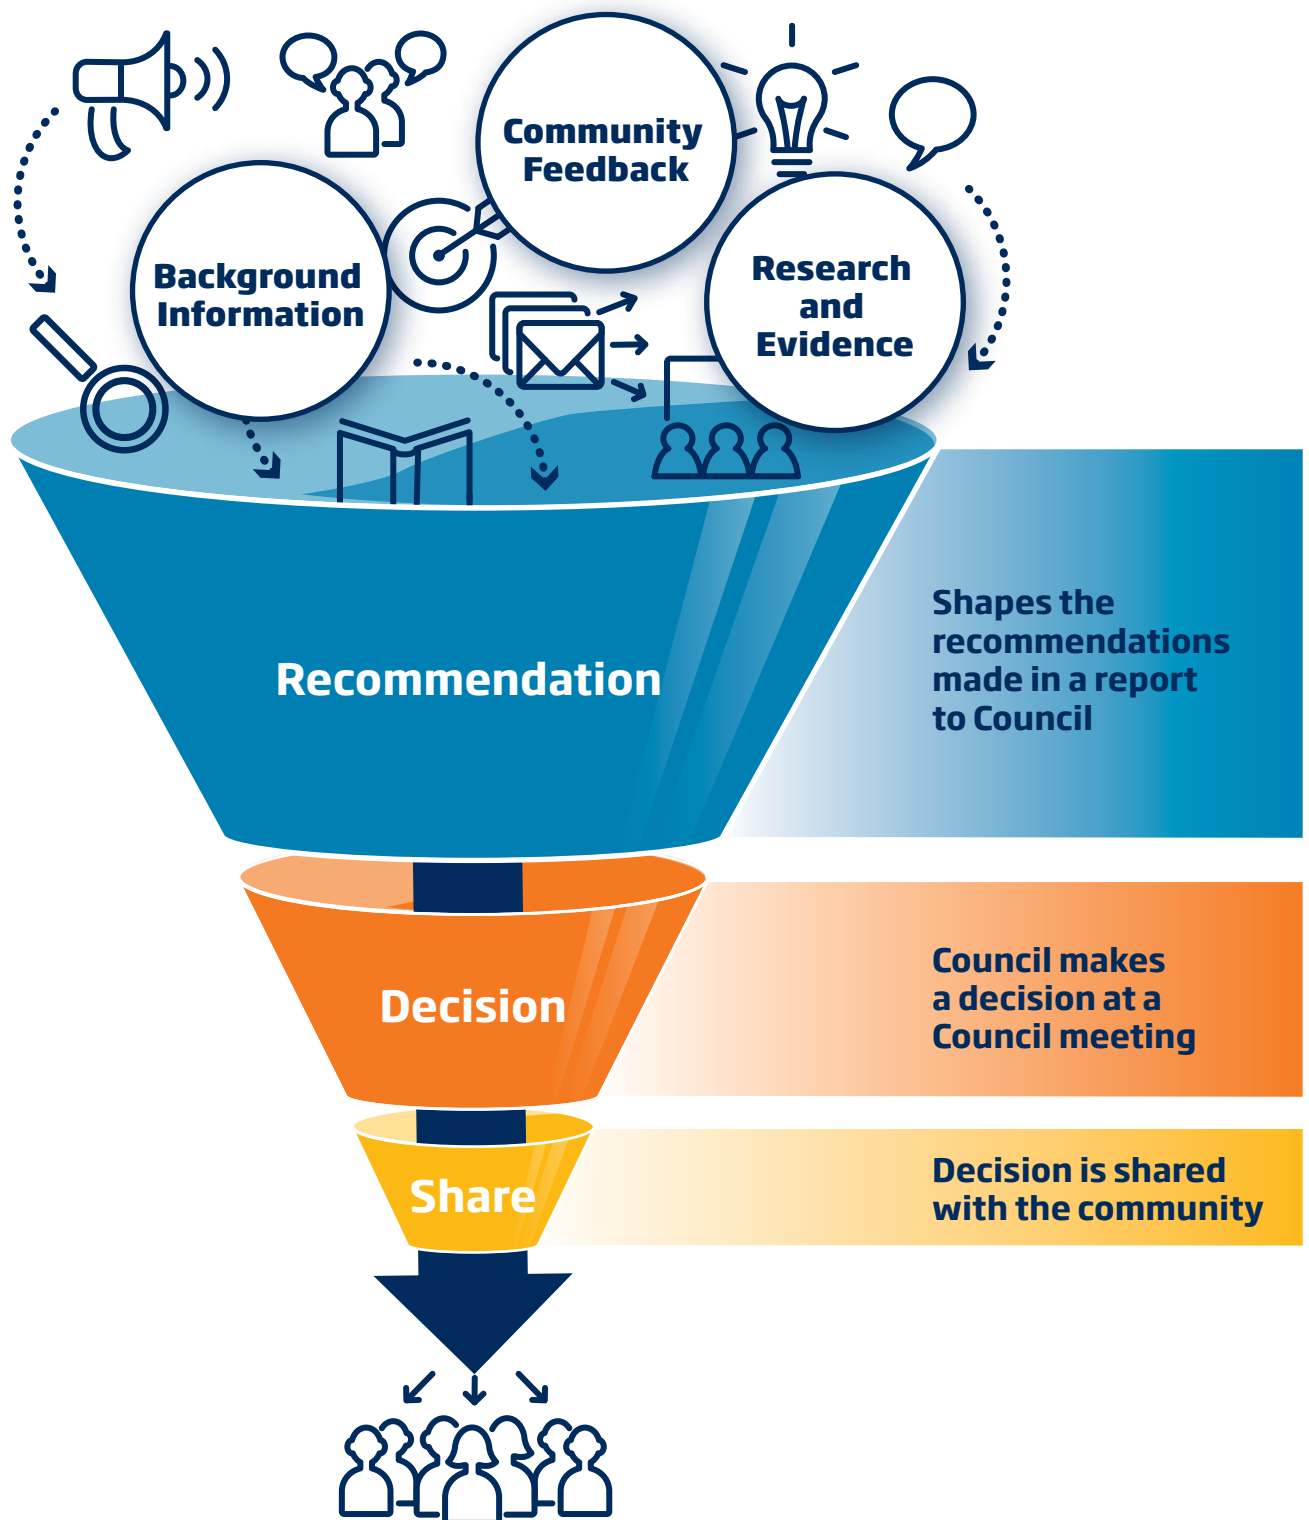 Community
Feedback
Background
Information
Research
and
Evidence
Recommendation
Shapes the
recommendations
made in a report
to Council
Decision
Council makes
a decision at a
Council meeting
Share
Decision is shared
with the community